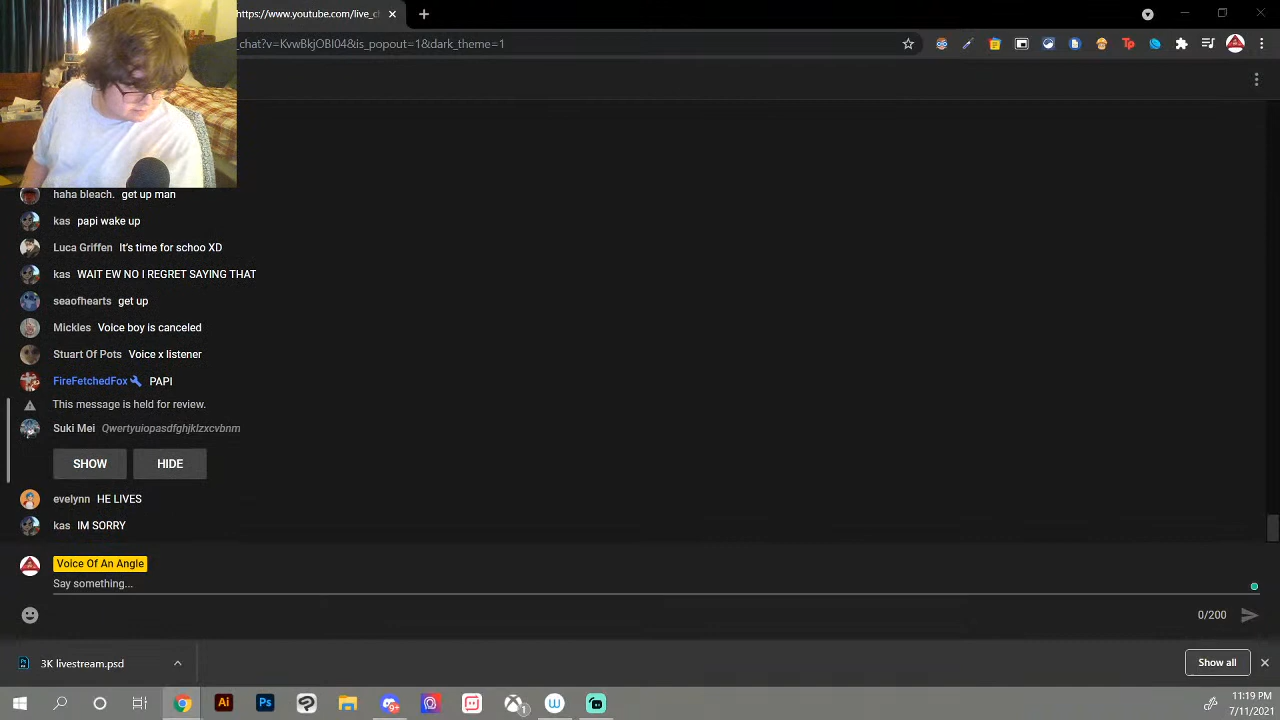 https://www.youtube.com/live_cl
_chat?v=KvwBkjOBI04&is_popout=1&dark_theme=1
haha bleach. get up man
kas papi wake up
Luca Griffen It's time for schoo XD
kas WAIT EW NO I REGRET SAYING THAT
seaofhearts get up
Mickles Voice boy is canceled
Stuart Of Pots Voice x listener
FireFetchedFox PAPI
This message is held for review.
Suki Mei Qwertyuiopasdfghjklzxcvbnm
SHOW HIDE
evelynn HE LIVES
kas IM SORRY
Voice Of An Angle
Say something...
0/200
3K livestream.psd
Show all
11:19 PM
7/11/2021